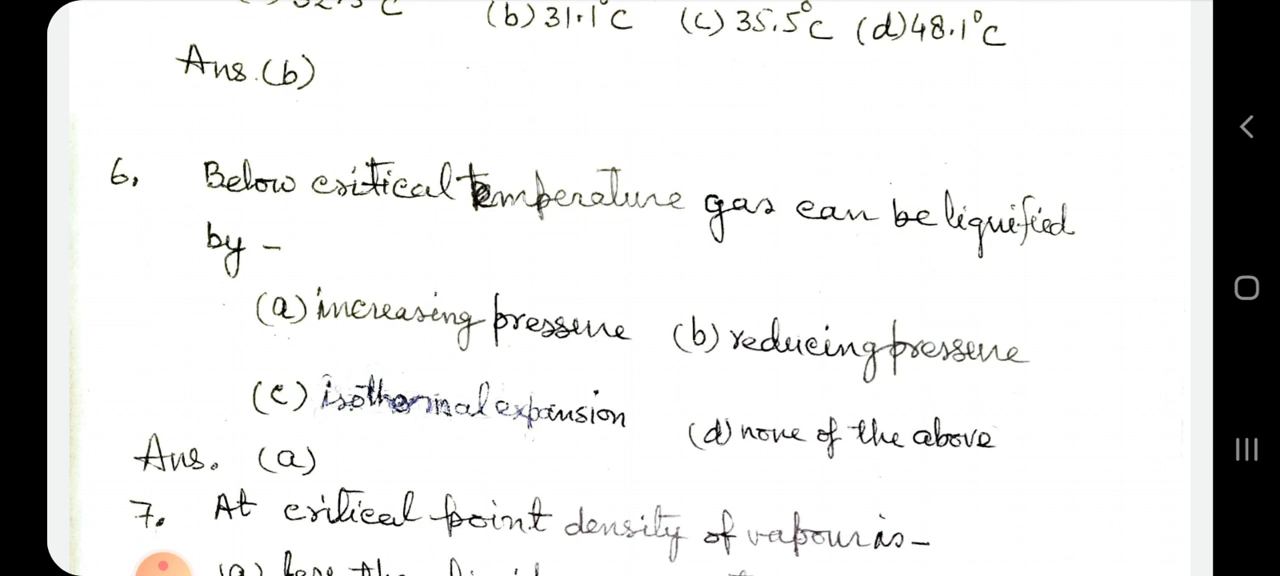 (b) 31.1°C (c) 35.5°C (d) 48.1°C
Ans. (b)
6. Below critical temperature gas can be liquified
by -
(a) increasing pressure (b) reducing pressure
(c) isothermal expansion (d) none of the above
Ans. (a)
7. At critical point density of vapour is -
(a) less